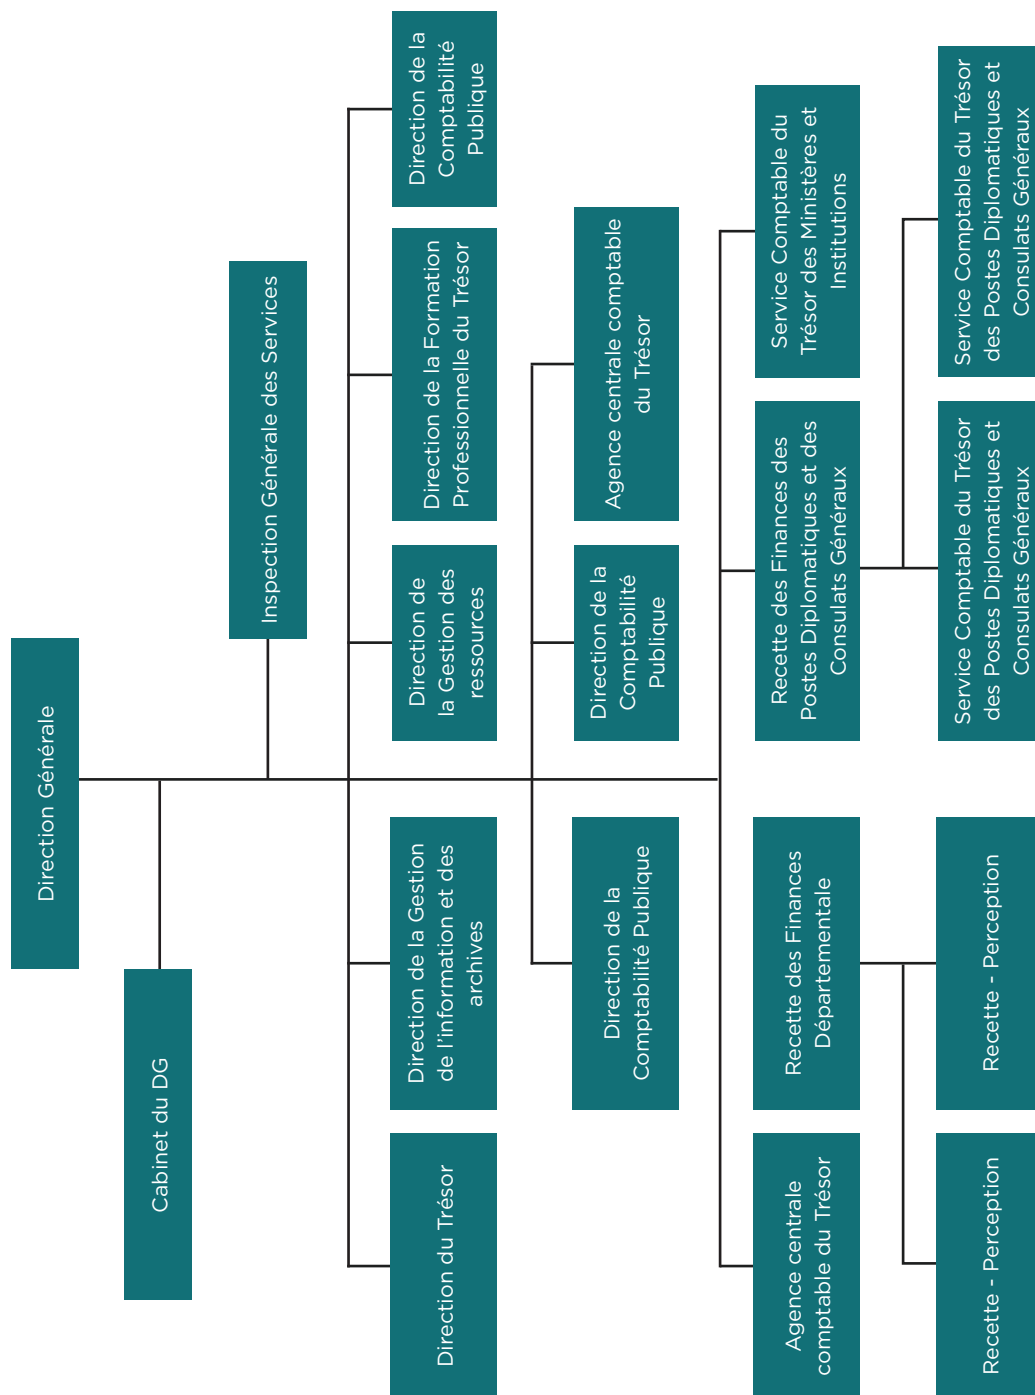 Direction Générale
Cabinet du DG
Inspection Générale des Services
Direction du Trésor
Direction de la Gestion
de l'information et des
archives
Direction de
la Gestion des
ressources
Direction de la Formation
Professionnelle du Trésor
Direction de la
Comptabilité
Publique
Direction de la
Comptabilité Publique
Direction de la
Comptabilité
Publique
Agence centrale comptable
du Trésor
Agence centrale
comptable du Trésor
Recette des Finances
Départementale
Recette des Finances des
Postes Diplomatiques et des
Consulats Généraux
Service Comptable du
Trésor des Ministères et
Institutions
Recette - Perception
Recette - Perception
Service Comptable du Trésor
des Postes Diplomatiques et
Consulats Généraux
Service Comptable du Trésor
des Postes Diplomatiques et
Consulats Généraux